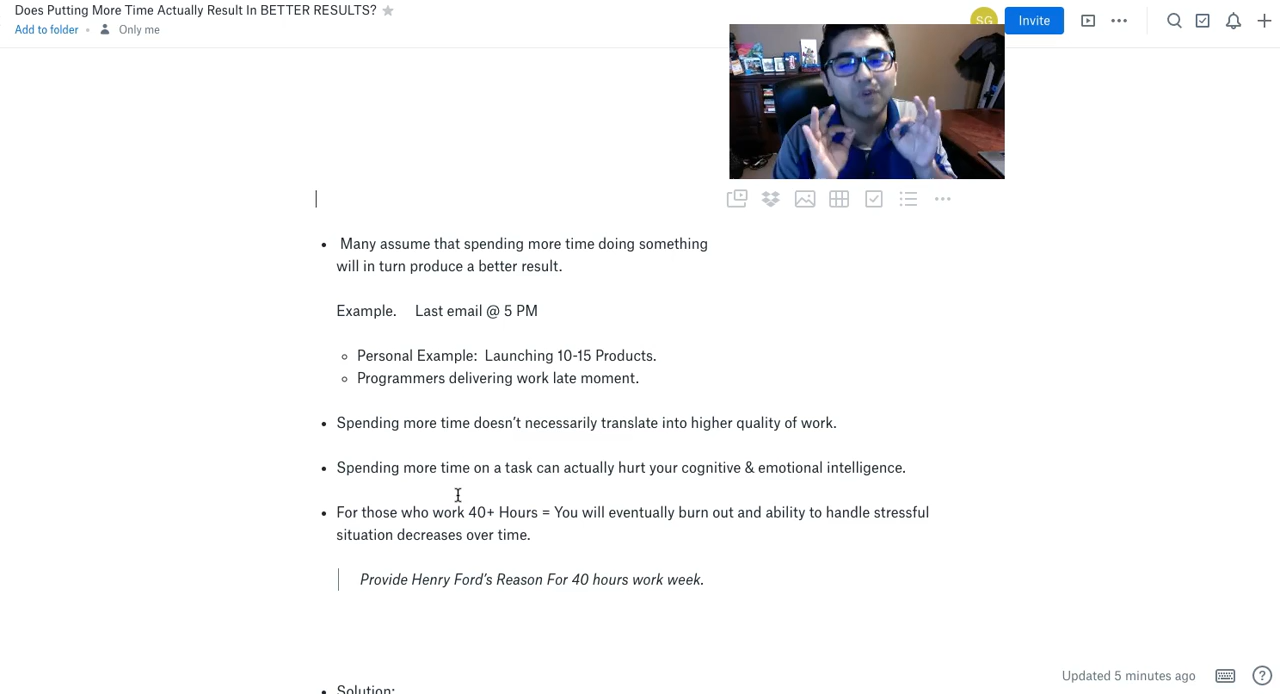 Does Putting More Time Actually Result In BETTER RESULTS?
Add to folder • Only me
SG
Invite
Many assume that spending more time doing something
will in turn produce a better result.
Example. Last email @ 5 PM
Personal Example: Launching 10-15 Products.
Programmers delivering work late moment.
Spending more time doesn't necessarily translate into higher quality of work.
Spending more time on a task can actually hurt your cognitive & emotional intelligence.
For those who work 40+ Hours = You will eventually burn out and ability to handle stressful
situation decreases over time.
Provide Henry Ford's Reason For 40 hours work week.
Updated 5 minutes ago
Solution: